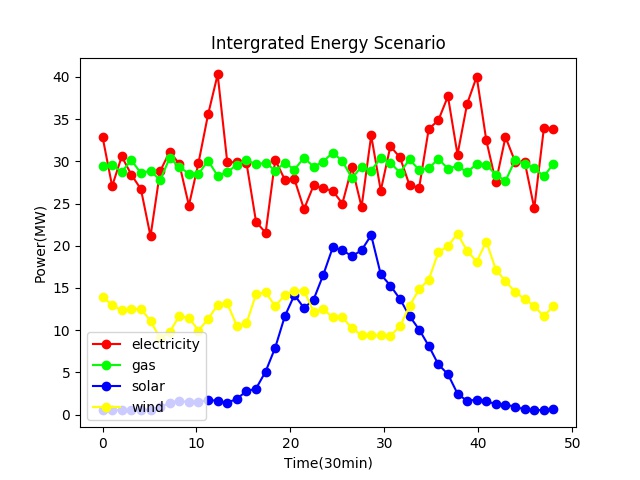 Intergrated Energy Scenario
Power(MW)
40
35
30
25
20
15
10
5
0
electricity
gas
solar
wind
0 10 20 30 40 50
Time(30min)